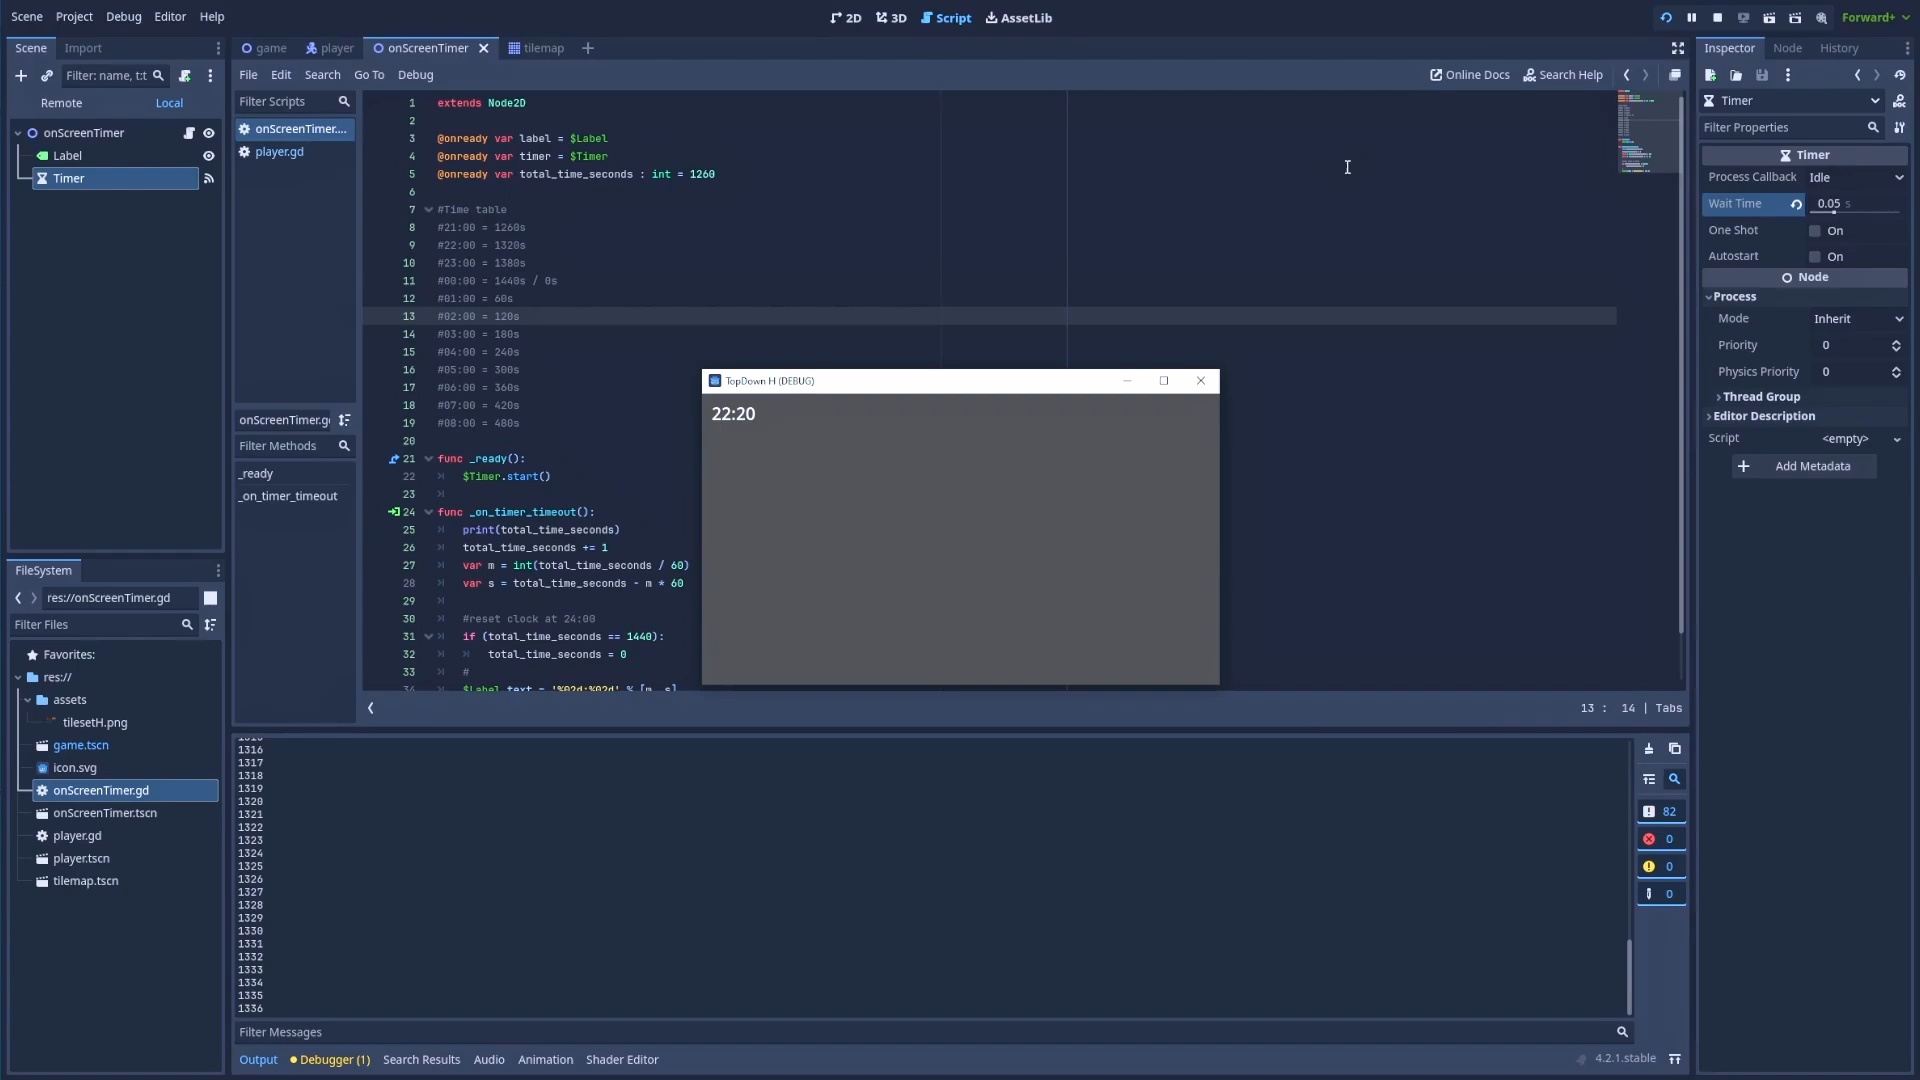 Scene Project Debug Editor Help
2D 3D Script AssetLib
Forward+
Scene Import
Filter: name, t:t
Remote Local
onScreenTimer
Label
Timer
FileSystem
res://onScreenTimer.gd
Filter Files
Favorites:
res://
assets
tilesetH.png
game.tscn
icon.svg
onScreenTimer.gd
onScreenTimer.tscn
player.gd
player.tscn
tilemap.tscn
game player onScreenTimer tilemap
File Edit Search Go To Debug
Online Docs Search Help
Filter Scripts
onScreenTimer....
player.gd
onScreenTimer.g
Filter Methods
_ready
_on_timer_timeout
1 extends Node2D
2
3 @onready var label = $Label
4 @onready var timer = $Timer
5 @onready var total_time_seconds : int = 1260
6
7 #Time table
8 #21:00 = 1260s
9 #22:00 = 1320s
10 #23:00 = 1380s
11 #00:00 = 1440s / 0s
12 #01:00 = 60s
13 #02:00 = 120s
14 #03:00 = 180s
15 #04:00 = 240s
16 #05:00 = 300s
17 #06:00 = 360s
18 #07:00 = 420s
19 #08:00 = 480s
20
21 func _ready():
22 $Timer.start()
23
24 func _on_timer_timeout():
25 print(total_time_seconds)
26 total_time_seconds += 1
27 var m = int(total_time_seconds / 60)
28 var s = total_time_seconds - m * 60
29
30 #reset clock at 24:00
31 if (total_time_seconds == 1440):
32 total_time_seconds = 0
33 #
34 $Label.text = '%02d:%02d' % [m, s]
TopDown H (DEBUG)
22:20
13 : 14 | Tabs
1316
1317
1318
1319
1320
1321
1322
1323
1324
1325
1326
1327
1328
1329
1330
1331
1332
1333
1334
1335
1336
82
0
0
0
Filter Messages
Output Debugger (1) Search Results Audio Animation Shader Editor
4.2.1.stable
Inspector Node History
Timer
Filter Properties
Timer
Process Callback Idle
Wait Time 0.05 s
One Shot On
Autostart On
Node
Process
Mode Inherit
Priority 0
Physics Priority 0
Thread Group
Editor Description
Script <empty>
Add Metadata